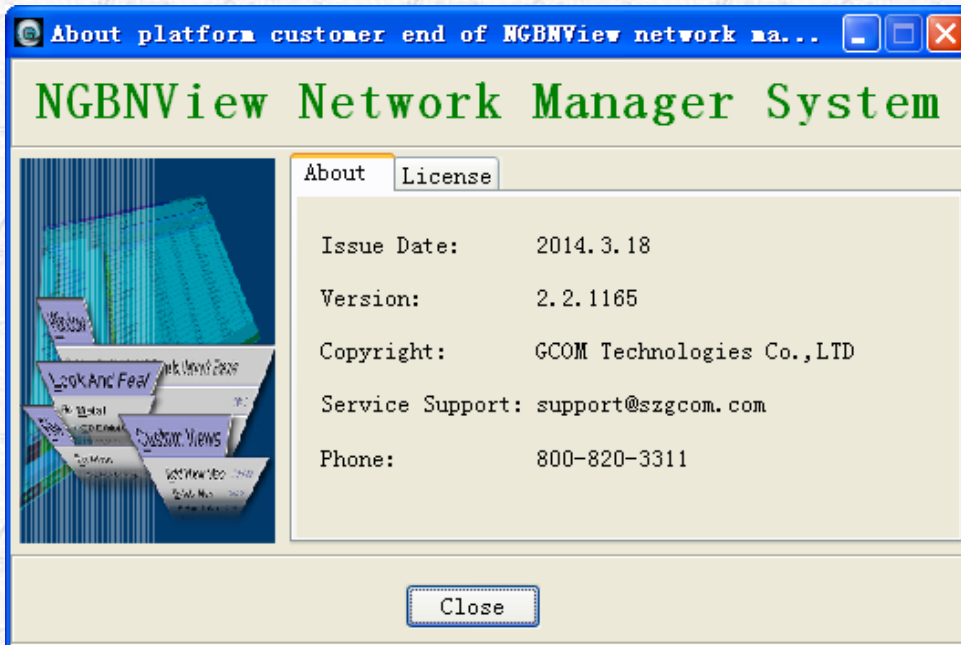 About platform customer end of NGBNView network ma...
NGBNView Network Manager System
About
License
Issue Date: 2014.3.18
Version: 2.2.1165
Copyright: GCOM Technologies Co.,LTD
Service Support: support@szgcom.com
Phone: 800-820-3311
Window
Look And Feel
Metal
Custom Views
Close